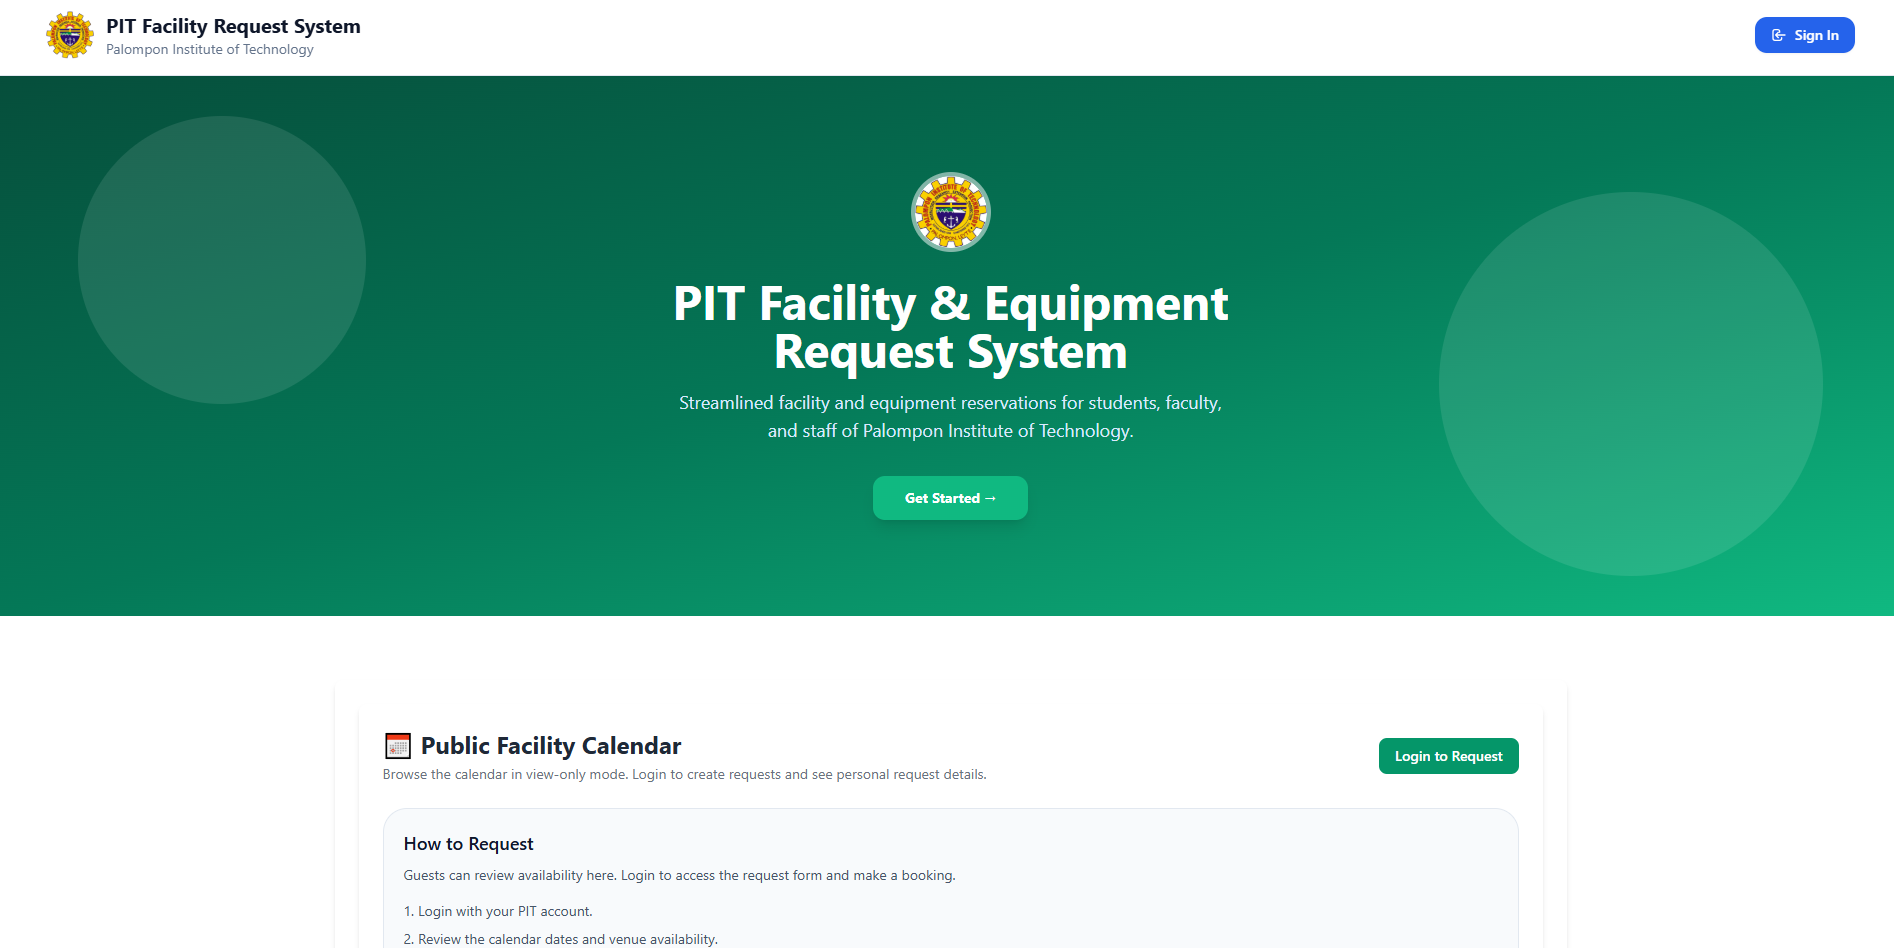 PIT Facility Request System
Palompon Institute of Technology
Sign In
PIT Facility & Equipment
Request System
Streamlined facility and equipment reservations for students, faculty,
and staff of Palompon Institute of Technology.
Get Started →
Public Facility Calendar
Browse the calendar in view-only mode. Login to create requests and see personal request details.
Login to Request
How to Request
Guests can review availability here. Login to access the request form and make a booking.
1. Login with your PIT account.
2. Review the calendar dates and venue availability.